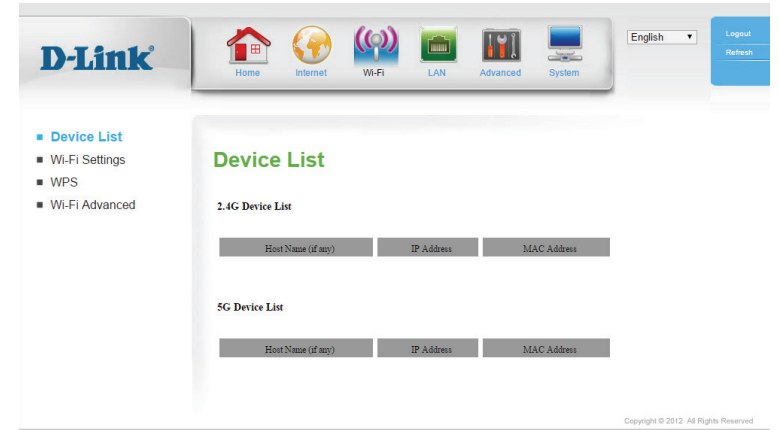 D-Link
Home Internet Wi-Fi LAN Advanced System
English
Logout
Refresh
Device List
Wi-Fi Settings
WPS
Wi-Fi Advanced
Device List
2.4G Device List
Host Name (if any) IP Address MAC Address
5G Device List
Host Name (if any) IP Address MAC Address
Copyright © 2012 All Rights Reserved